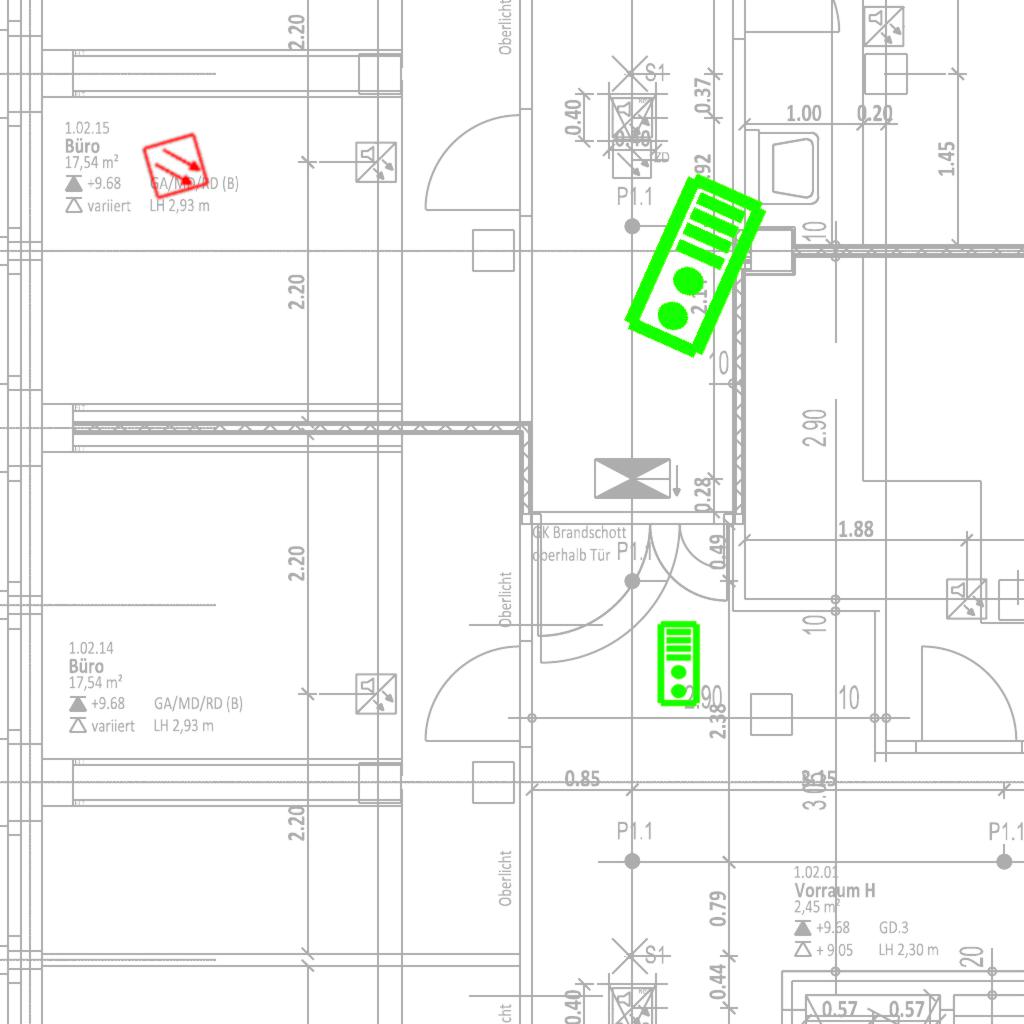 2.20
Oberlicht
S1
0.40
0.37
1.00
0.20
1.45
1.02.15
Büro
17,54 m²
+9.68
GA/MD/RD (B)
variiert
LH 2,93 m
P1.1
10
2.20
2.90
0.28
1.88
GK Brandschott
oberhalb Tür
P1.1
0.49
2.20
Oberlicht
10
1.02.14
Büro
17,54 m²
+9.68
GA/MD/RD (B)
variiert
LH 2,93 m
2.90
2.38
10
0.85
3.15
2.20
P1.1
P1.1
Oberlicht
0.79
1.02.01
Vorraum H
2,45 m²
+9.68
GD.3
+ 9.05
LH 2,30 m
S1
0.44
20
0.40
0.57
0.57